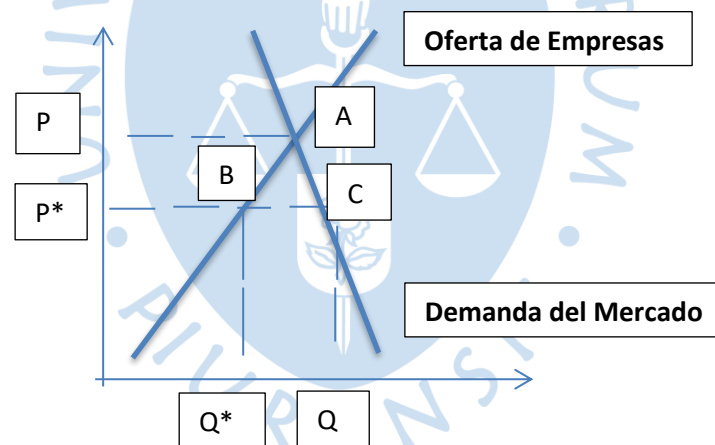 Oferta de Empresas
P
A
B
C
P*
Demanda del Mercado
Q*
Q